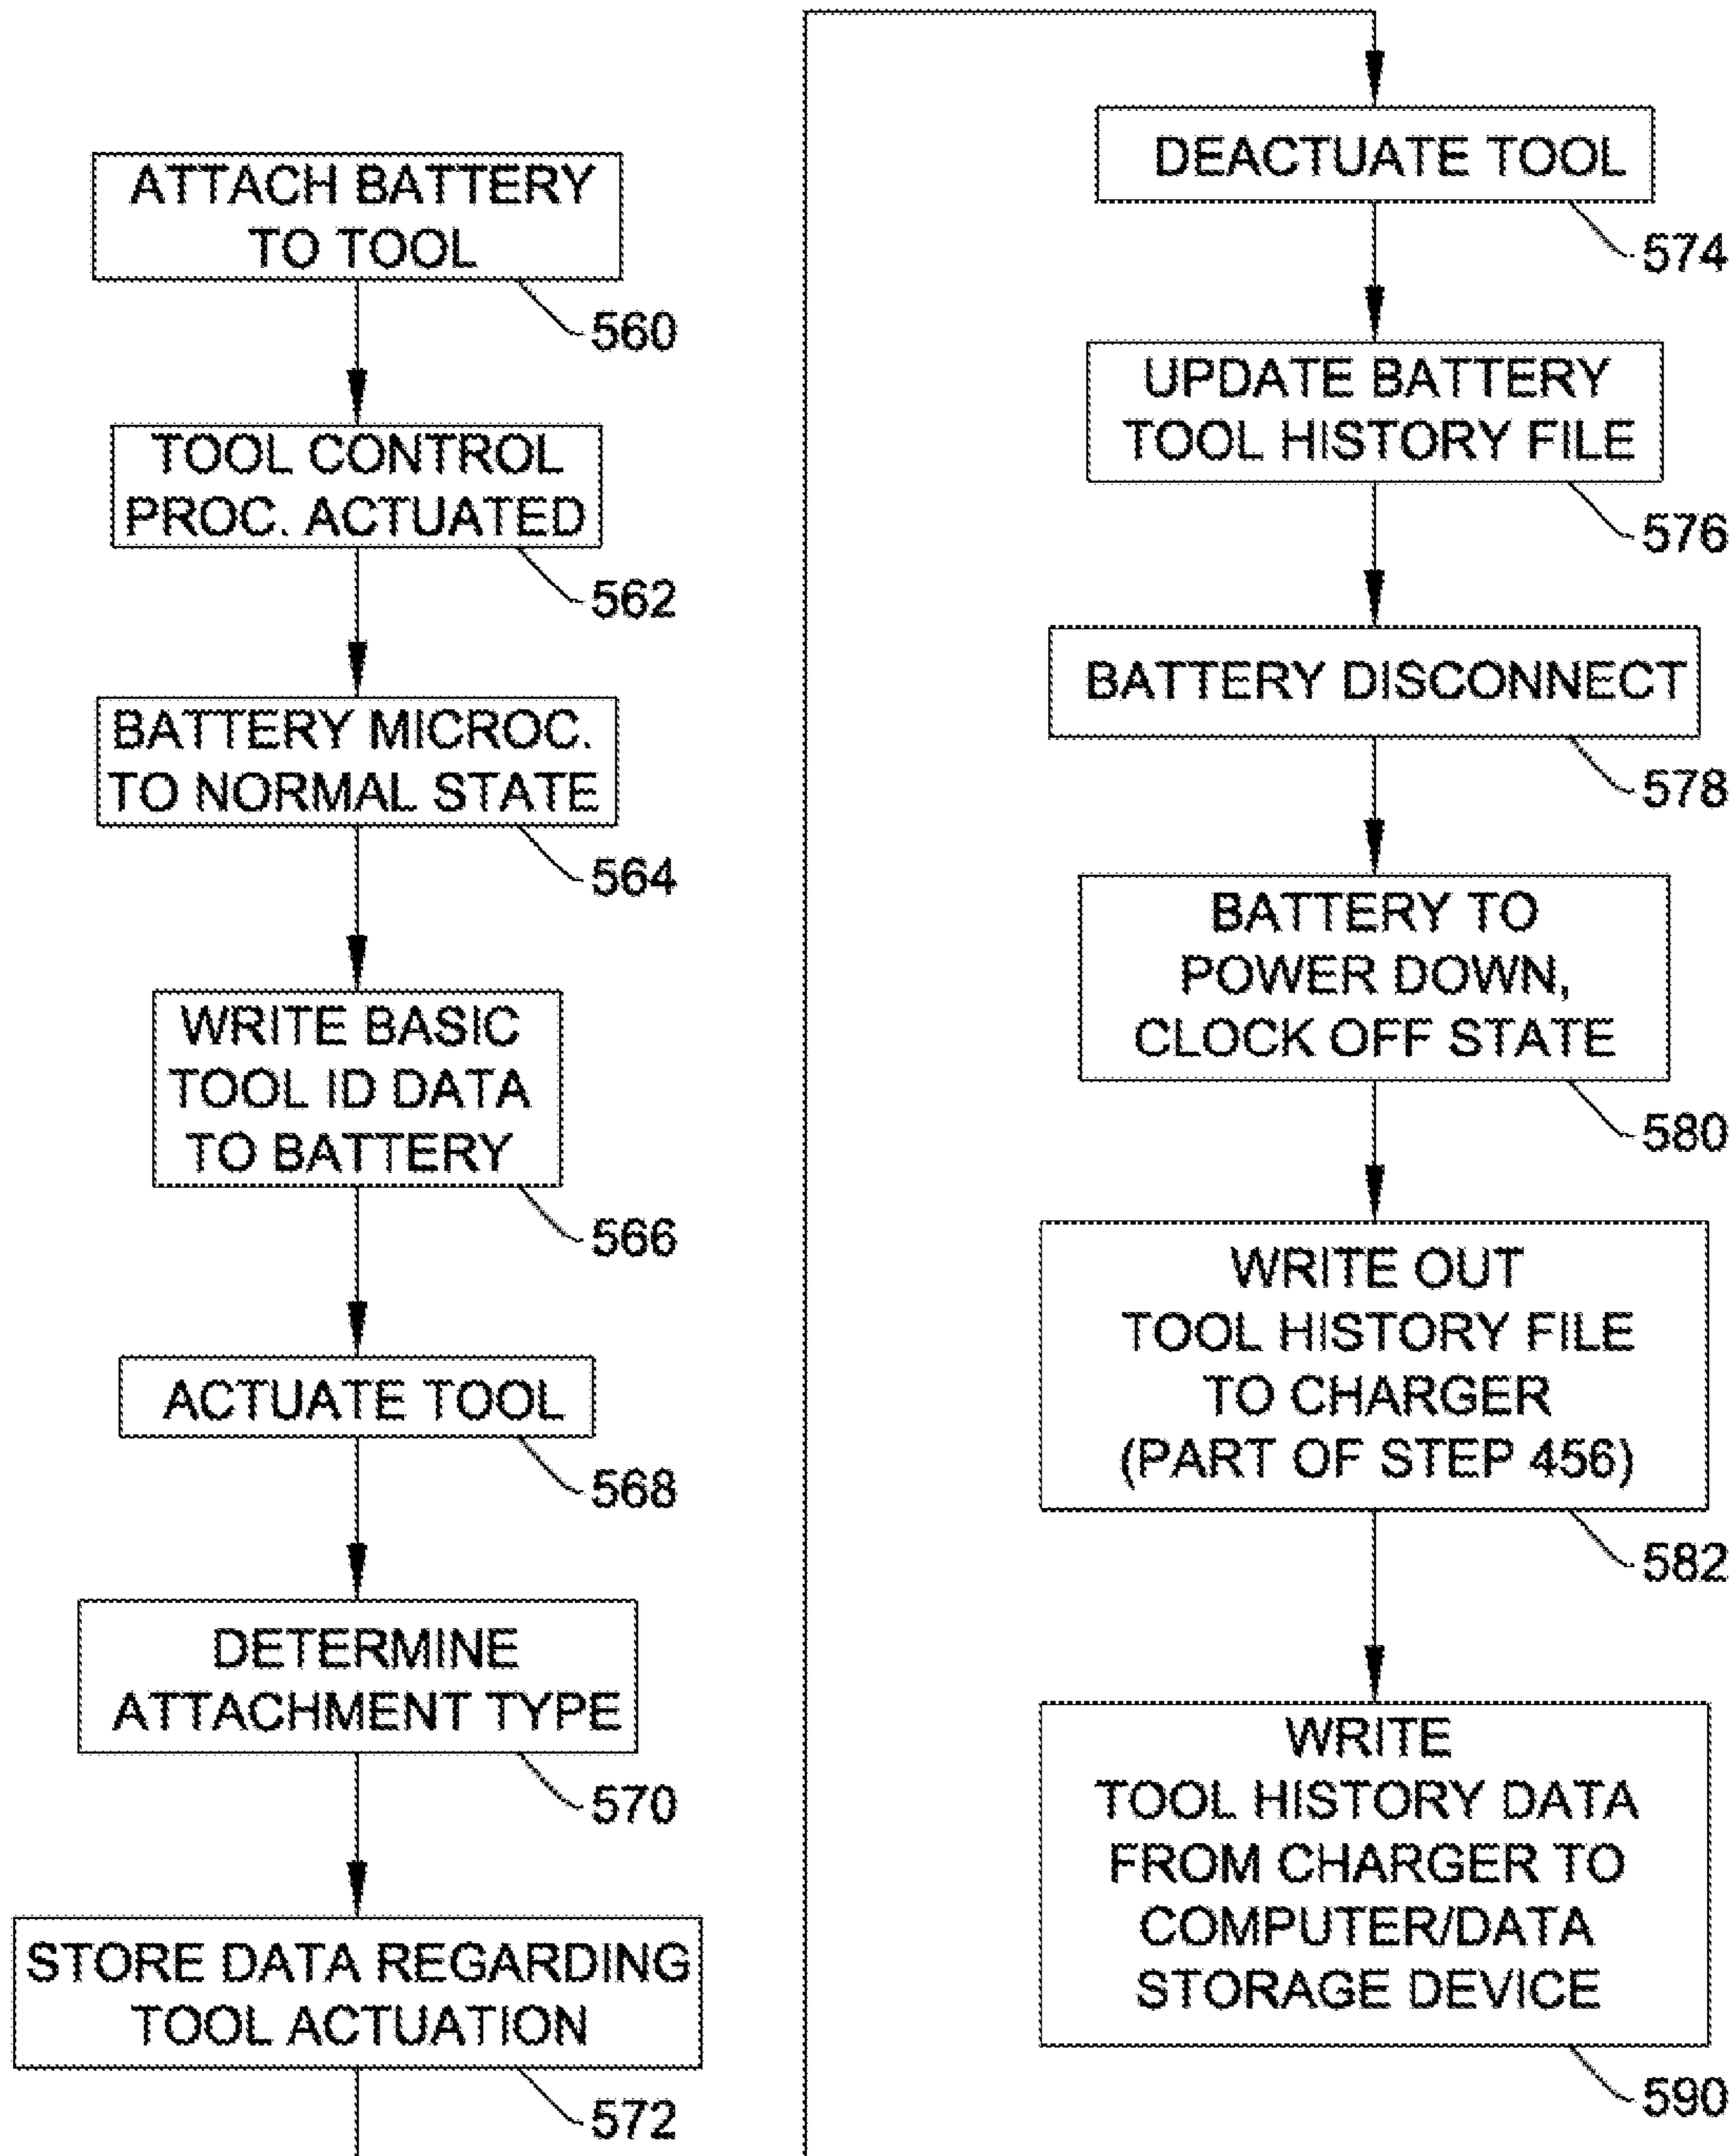 ATTACH BATTERY
TO TOOL
560
TOOL CONTROL
PROC. ACTUATED
562
BATTERY MICROC.
TO NORMAL STATE
564
WRITE BASIC
TOOL ID DATA
TO BATTERY
566
ACTUATE TOOL
568
DETERMINE
ATTACHMENT TYPE
570
STORE DATA REGARDING
TOOL ACTUATION
572
DEACTUATE TOOL
574
UPDATE BATTERY
TOOL HISTORY FILE
576
BATTERY DISCONNECT
578
BATTERY TO
POWER DOWN,
CLOCK OFF STATE
580
WRITE OUT
TOOL HISTORY FILE
TO CHARGER
(PART OF STEP 456)
582
WRITE
TOOL HISTORY DATA
FROM CHARGER TO
COMPUTER/DATA
STORAGE DEVICE
590